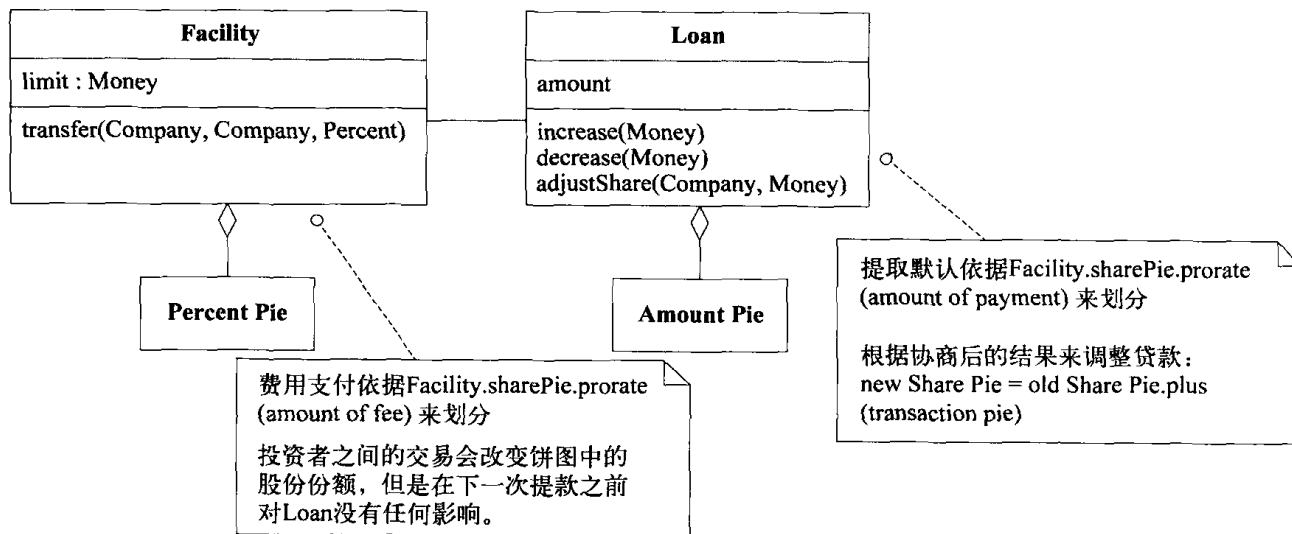 Facility
limit : Money
transfer(Company, Company, Percent)
Loan
amount
increase(Money)
decrease(Money)
adjustShare(Company, Money)
Percent Pie
Amount Pie
费用支付依据Facility.sharePie.prorate
(amount of fee) 来划分
投资者之间的交易会改变饼图中的
股份份额，但是在下一次提款之前
对Loan没有任何影响。
提取默认依据Facility.sharePie.prorate
(amount of payment) 来划分
根据协商后的结果来调整贷款：
new Share Pie = old Share Pie.plus
(transaction pie)